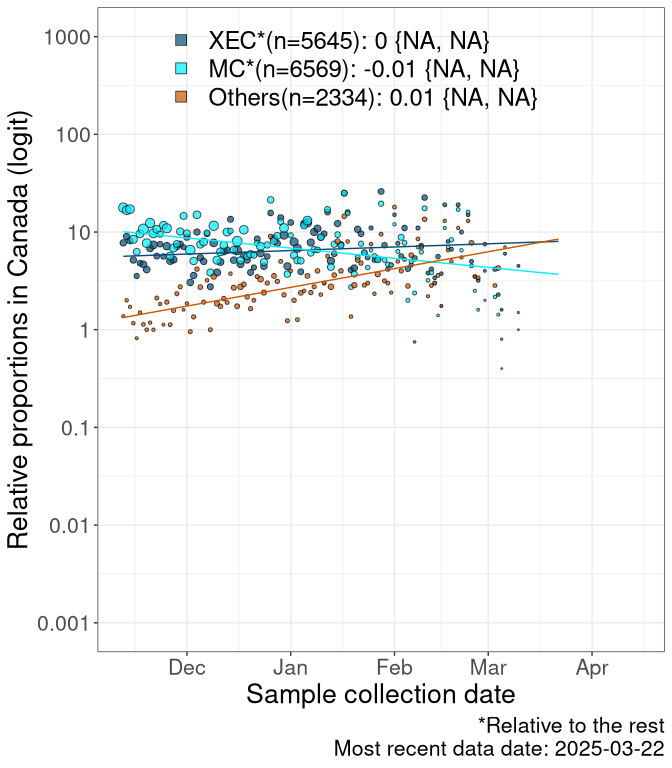 XEC*(n=5645): 0 {NA, NA}
MC*(n=6569): -0.01 {NA, NA}
Others(n=2334): 0.01 {NA, NA}
Relative proportions in Canada (logit)
1000
100
10
1
0.1
0.01
0.001
Dec Jan Feb Mar Apr
Sample collection date
*Relative to the rest
Most recent data date: 2025-03-22